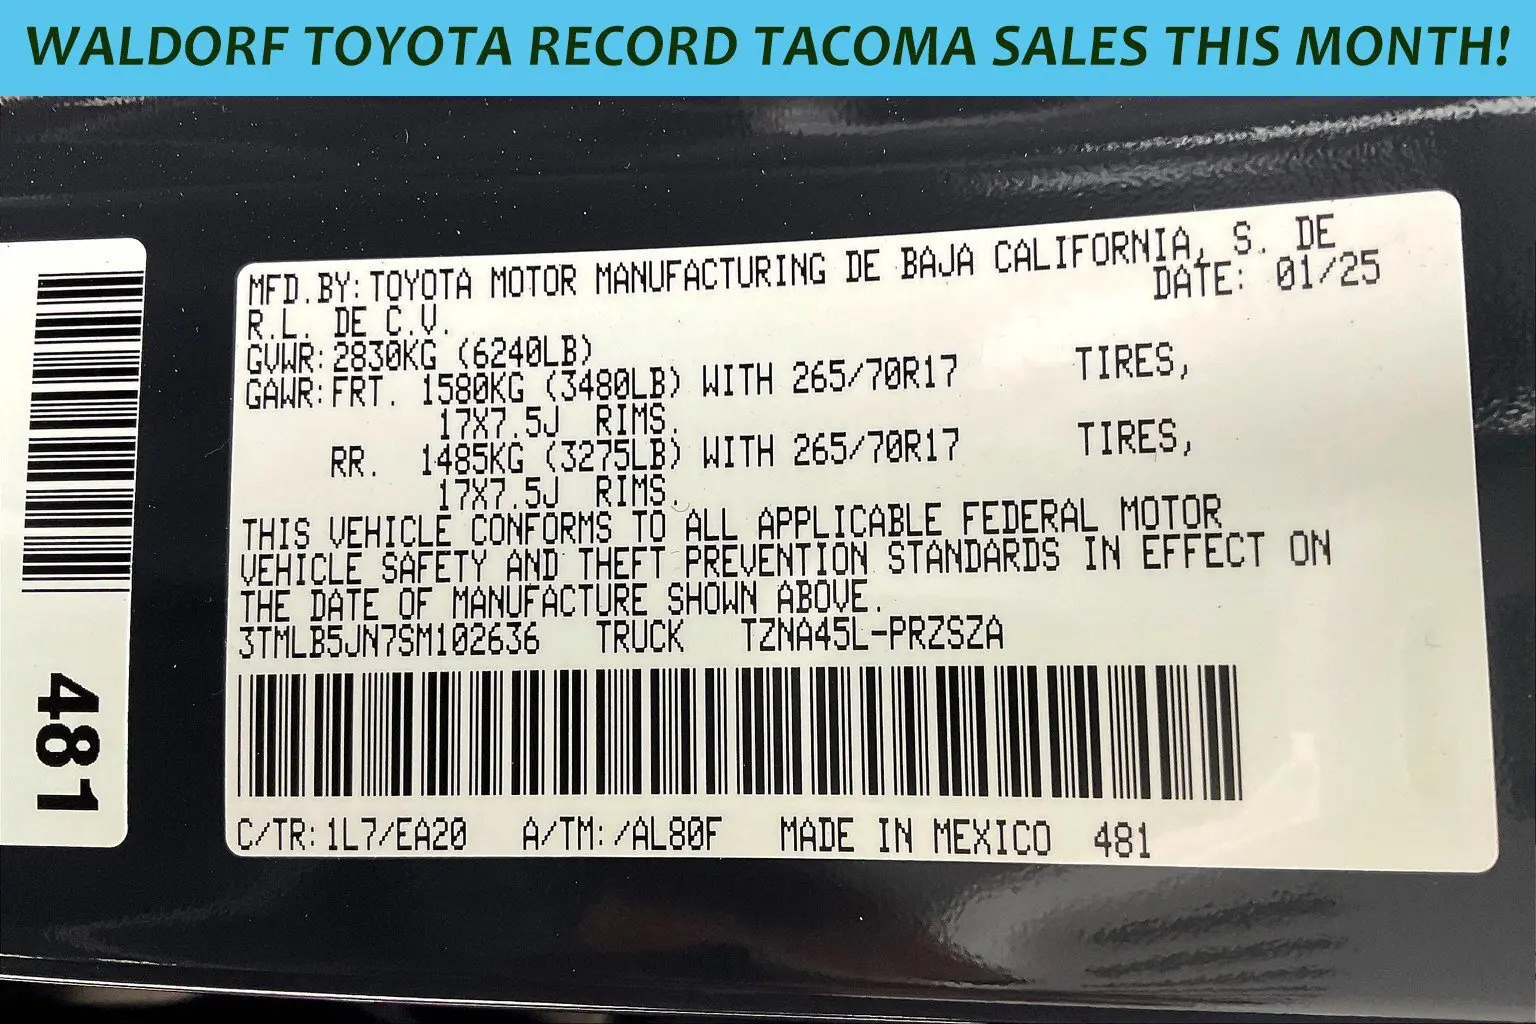 WALDORF TOYOTA RECORD TACOMA SALES THIS MONTH!
MFD.BY:TOYOTA MOTOR MANUFACTURING DE BAJA CALIFORNIA, S. DE
R.L. DE C.V. DATE: 01/25
GVWR:2830KG (6240LB)
GAWR:FRT. 1580KG (3480LB) WITH 265/70R17 TIRES,
17X7.5J RIMS.
RR. 1485KG (3275LB) WITH 265/70R17 TIRES,
17X7.5J RIMS.
THIS VEHICLE CONFORMS TO ALL APPLICABLE FEDERAL MOTOR
VEHICLE SAFETY AND THEFT PREVENTION STANDARDS IN EFFECT ON
THE DATE OF MANUFACTURE SHOWN ABOVE.
3TMLB5JN7SM102636 TRUCK TZNA45L-PRZSZA
C/TR:1L7/EA20 A/TM:/AL80F MADE IN MEXICO 481
481